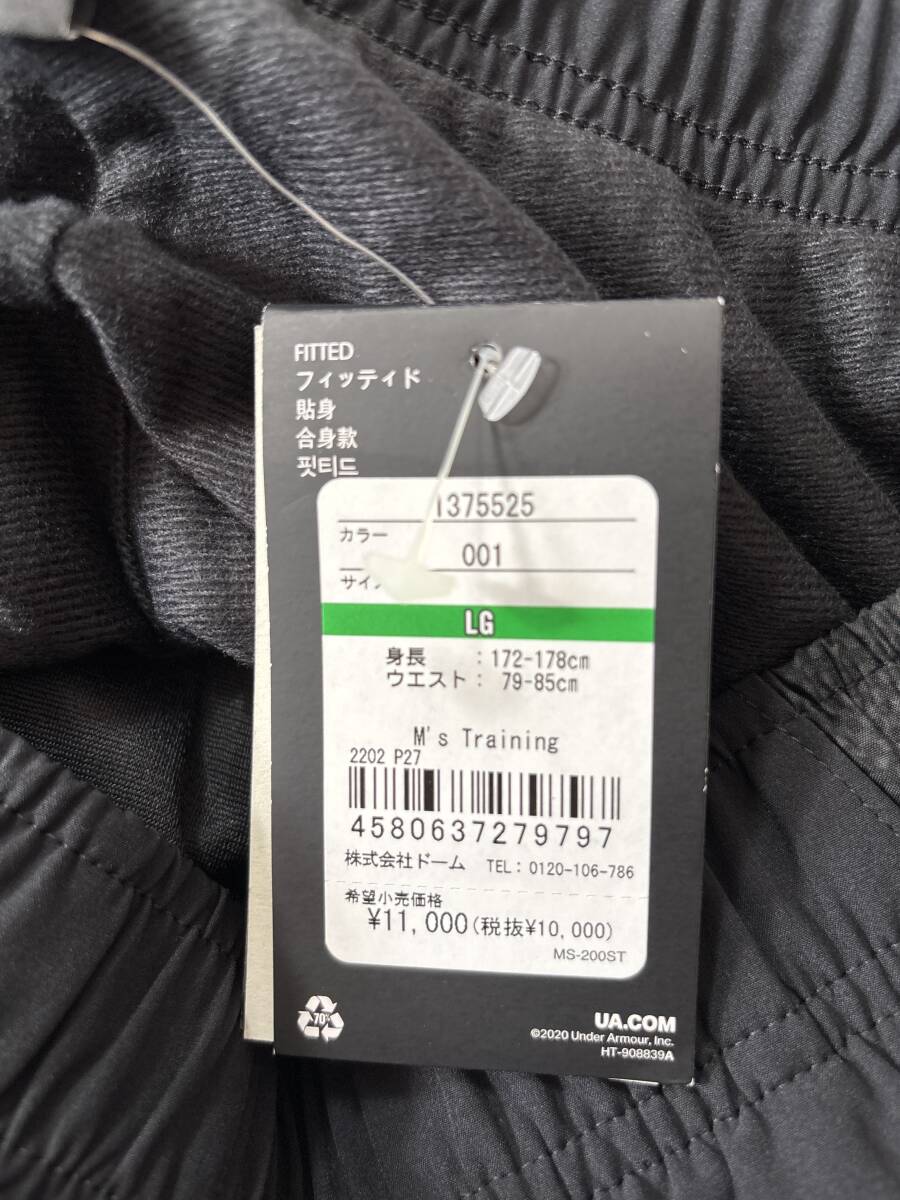 FITTED
フィッティド
貼身
合身款
핏티드
1375525
カラー
001
サイズ
LG
身長 :172-178cm
ウエスト: 79-85cm
M's Training
2202 P27
4580637279797
株式会社ドーム TEL:0120-106-786
希望小売価格
¥11,000(税抜¥10,000)
MS-200ST
70%
UA.COM
©2020 Under Armour, Inc.
HT-908839A